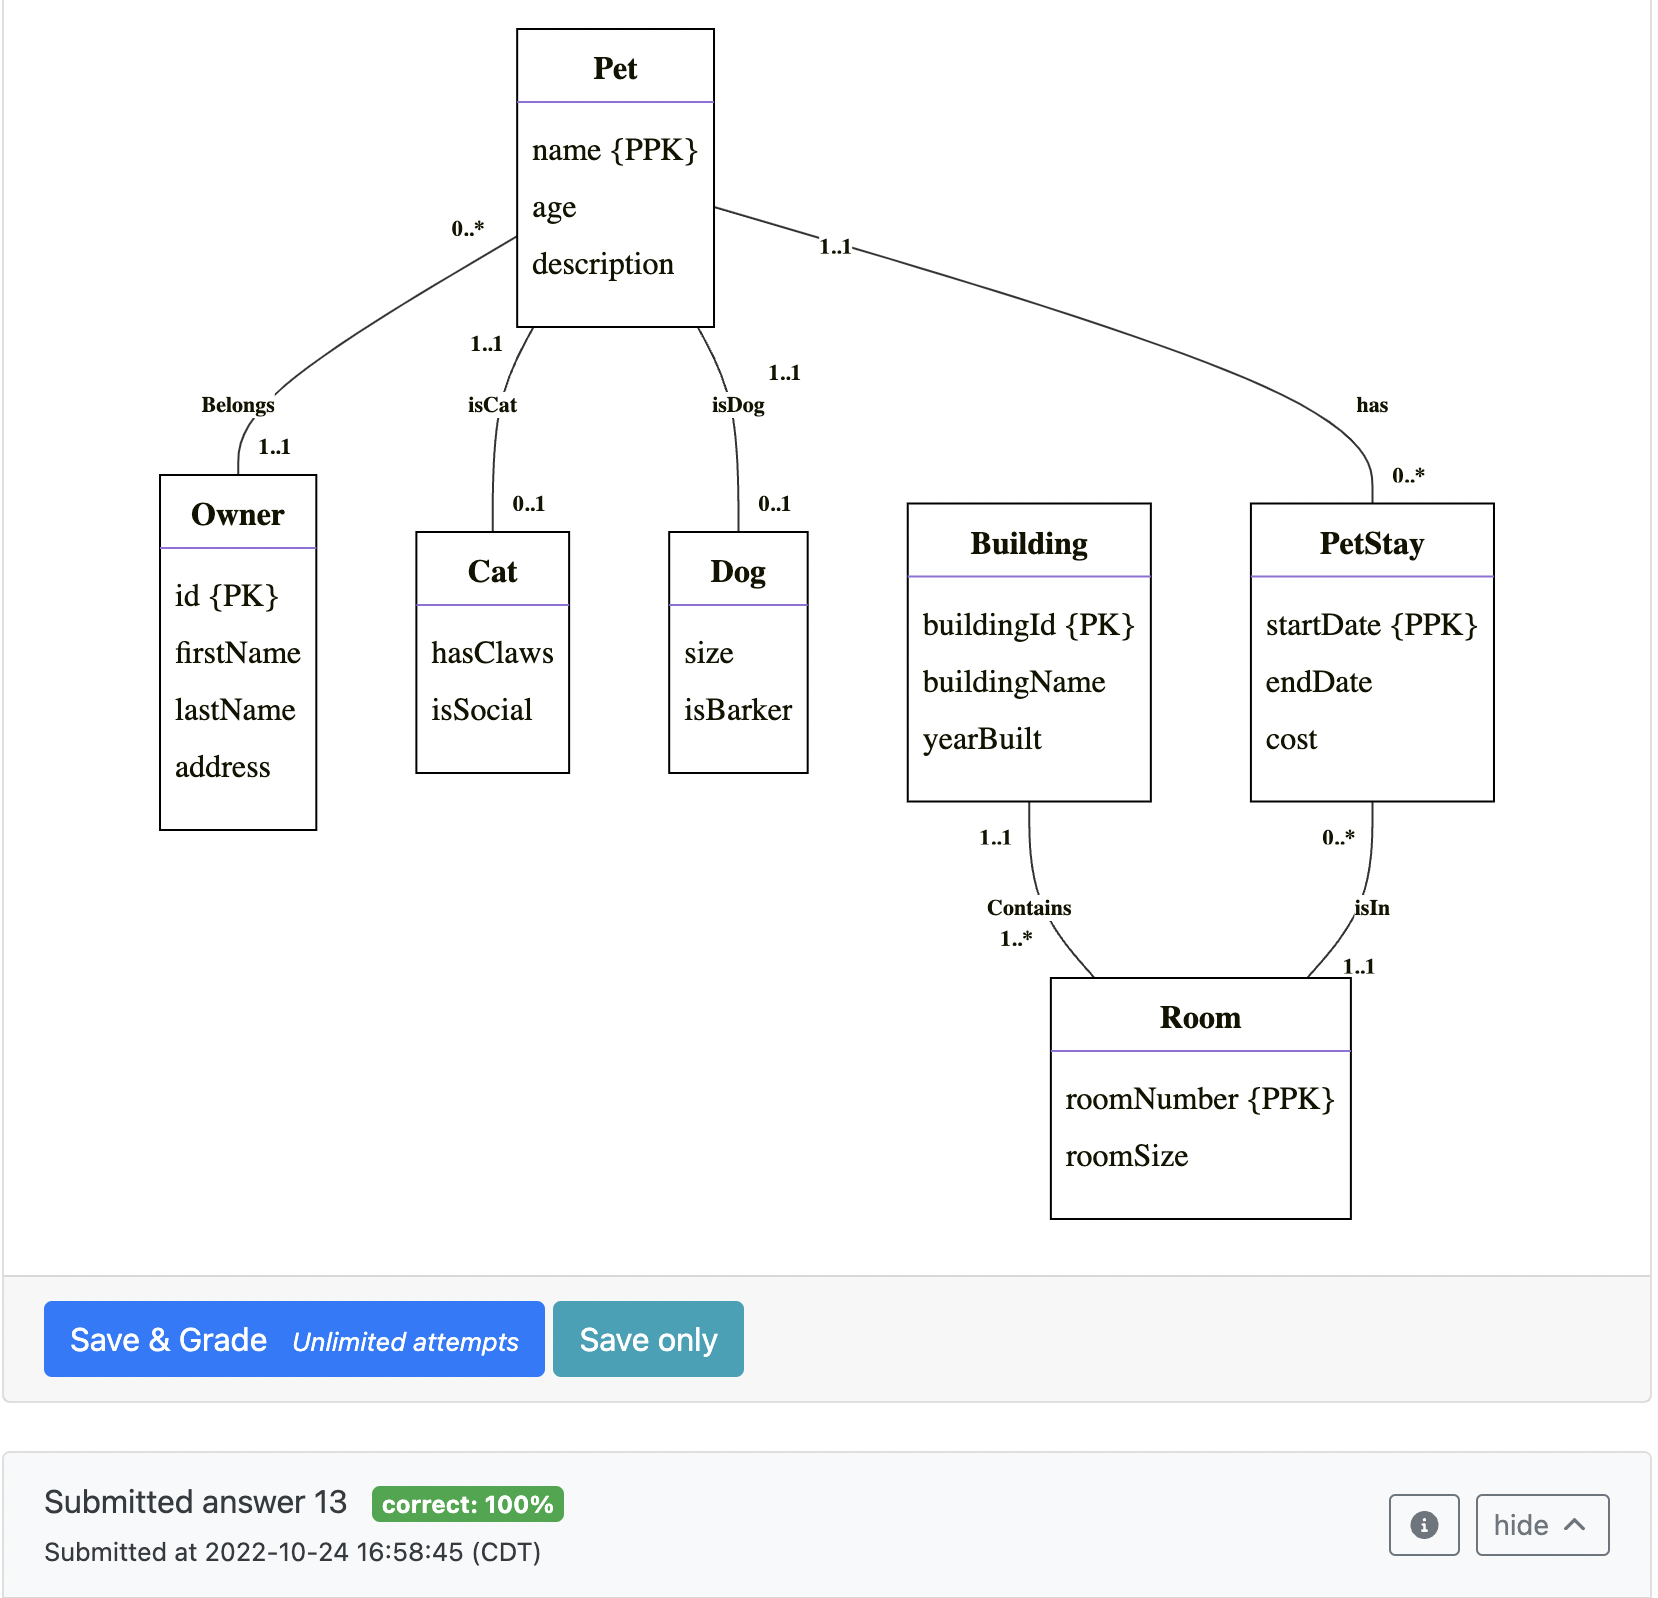 Pet
name {PPK}
age
description
0..*
1..1
1..1
1..1
Belongs
isCat
isDog
has
1..1
0..1
0..1
0..*
Owner
id {PK}
firstName
lastName
address
Cat
hasClaws
isSocial
Dog
size
isBarker
Building
buildingId {PK}
buildingName
yearBuilt
PetStay
startDate {PPK}
endDate
cost
1..1
0..*
Contains
isIn
1..*
1..1
Room
roomNumber {PPK}
roomSize
Save & Grade Unlimited attempts
Save only
Submitted answer 13 correct: 100%
hide
Submitted at 2022-10-24 16:58:45 (CDT)